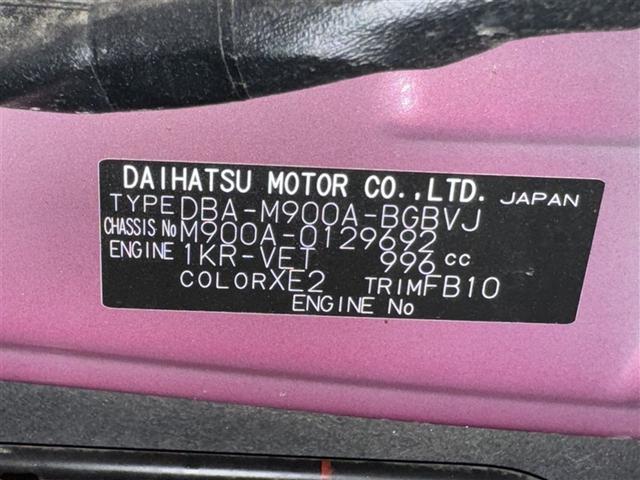 DAIHATSU MOTOR CO.,LTD. JAPAN
TYPE DBA-M900A-BGBVJ
CHASSIS No M900A-0129692
ENGINE 1KR-VET 996 cc
COLOR XE2 TRIM FB10
ENGINE No